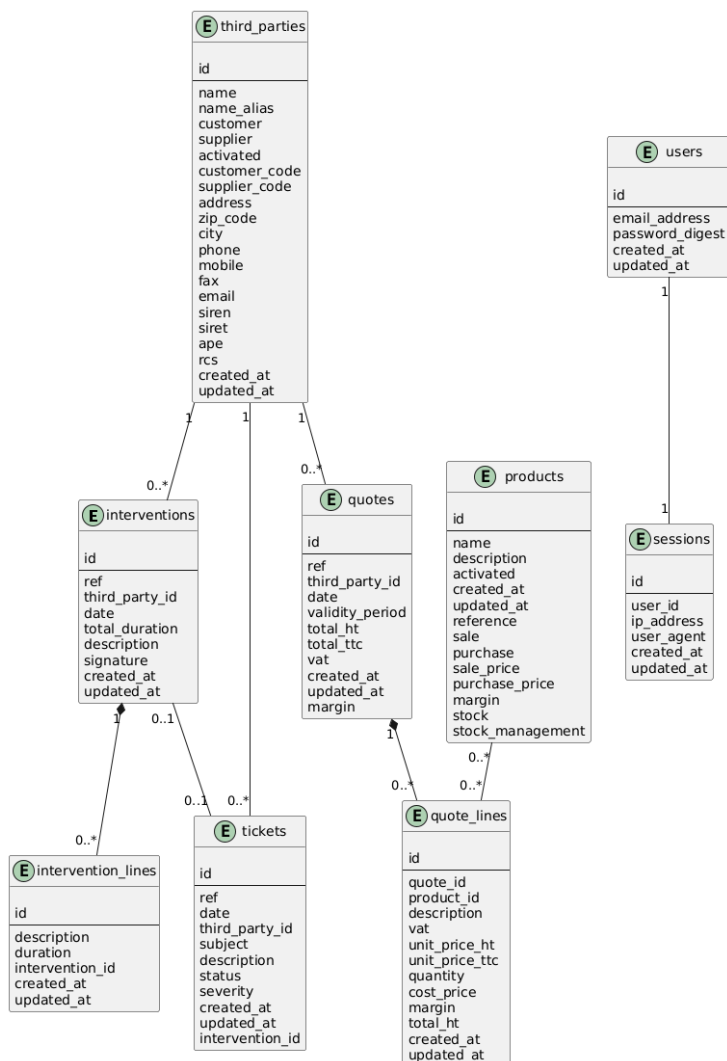 E third_parties
id
name
name_alias
customer
supplier
activated
customer_code
supplier_code
address
zip_code
city
phone
mobile
fax
email
siren
siret
ape
rcs
created_at
updated_at
E users
id
email_address
password_digest
created_at
updated_at
1
1
1
1
0..*
0..*
E interventions
id
ref
third_party_id
date
total_duration
description
signature
created_at
updated_at
E quotes
id
ref
third_party_id
date
validity_period
total_ht
total_ttc
vat
created_at
updated_at
margin
E products
id
name
description
activated
created_at
updated_at
reference
sale
purchase
sale_price
purchase_price
margin
stock
stock_management
1
E sessions
id
user_id
ip_address
user_agent
created_at
updated_at
1
0..1
1
0..*
0..*
0..1
0..*
0..*
0..*
E intervention_lines
id
description
duration
intervention_id
created_at
updated_at
E tickets
id
ref
date
third_party_id
subject
description
status
severity
created_at
updated_at
intervention_id
E quote_lines
id
quote_id
product_id
description
vat
unit_price_ht
unit_price_ttc
quantity
cost_price
margin
total_ht
created_at
updated_at